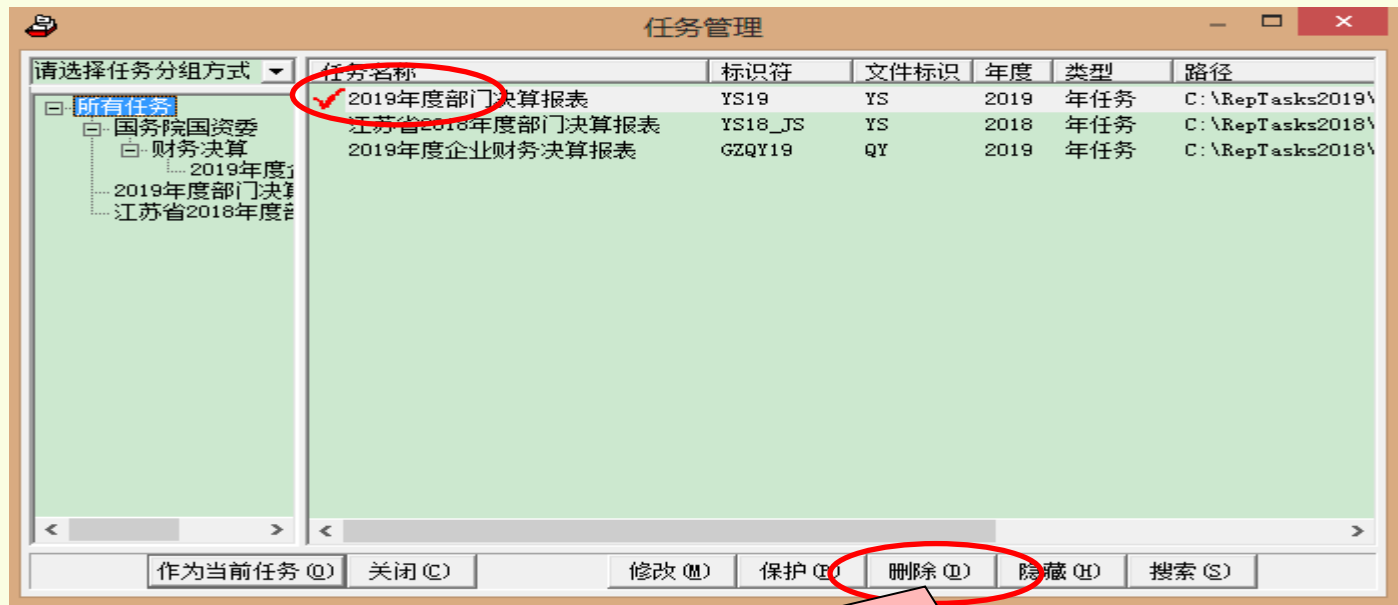 任务管理
请选择任务分组方式
任务名称 标识符 文件标识 年度 类型 路径
所有任务
国务院国资委
财务决算
2019年度
2019年度部门决算
江苏省2018年度
2019年度部门决算报表 YS19 YS 2019 年任务 C:\RepTasks2019\
江苏省2018年度部门决算报表 YS18_JS YS 2018 年任务 C:\RepTasks2018\
2019年度企业财务决算报表 GZQY19 QY 2019 年任务 C:\RepTasks2018\
作为当前任务(Q) 关闭(C) 修改(M) 保护(P) 删除(D) 隐藏(H) 搜索(S)